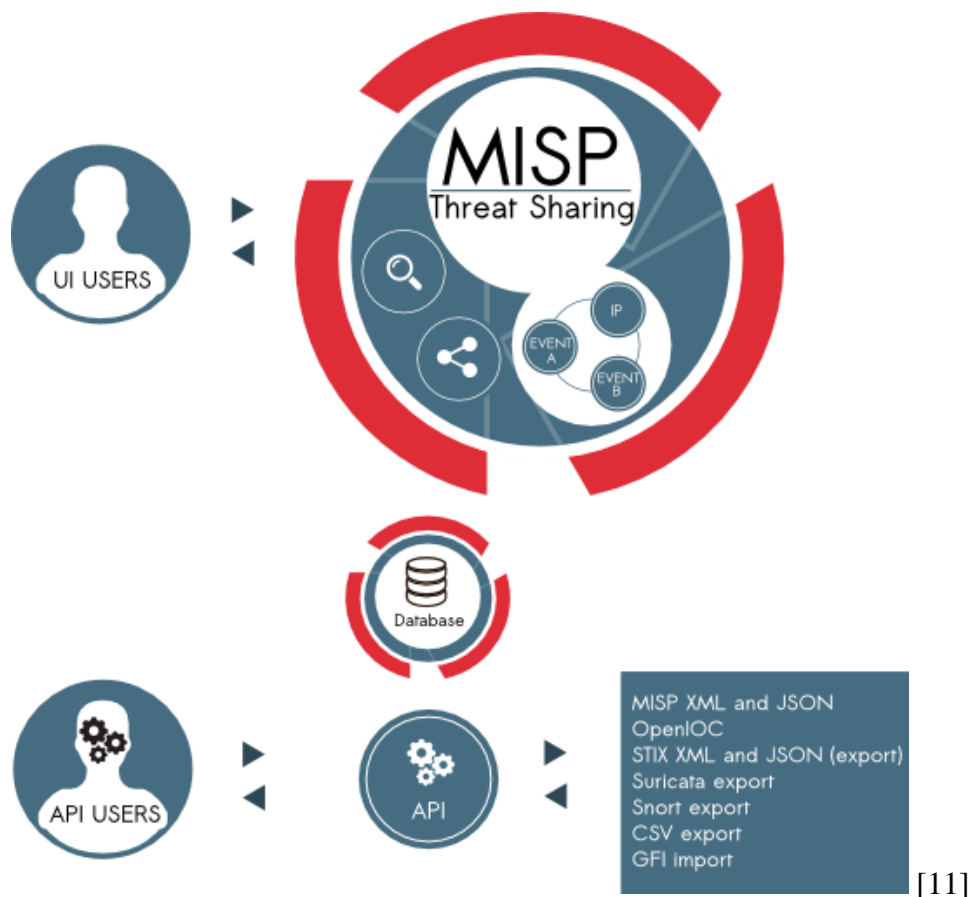 MISP
Threat Sharing
UI USERS
IP
EVENT
A
EVENT
B
Database
API USERS
API
MISP XML and JSON
OpenIOC
STIX XML and JSON (export)
Suricata export
Snort export
CSV export
GFI import
[11]